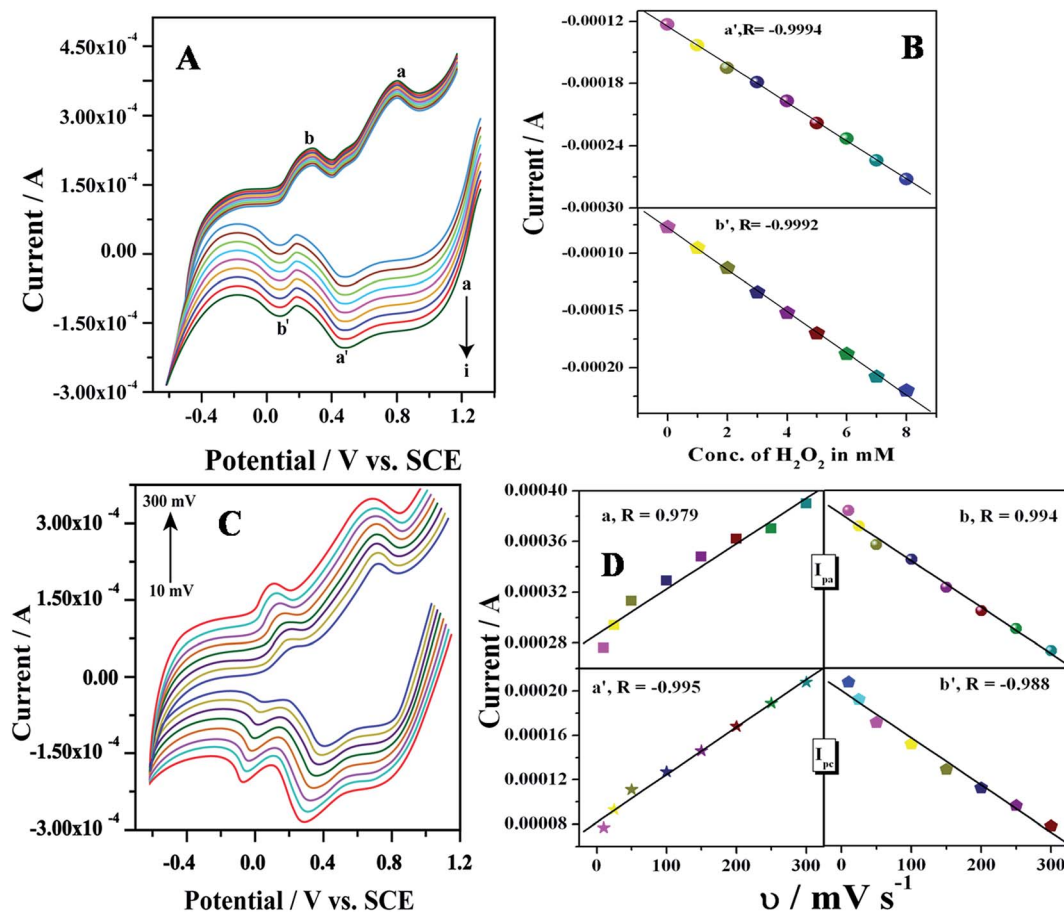 A
4.50x10⁻⁴
3.00x10⁻⁴
1.50x10⁻⁴
0.00
-1.50x10⁻⁴
-3.00x10⁻⁴
Current / A
a
b
b'
a'
a
i
-0.4
0.0
0.4
0.8
1.2
Potential / V vs. SCE
B
a',R= -0.9994
-0.00012
-0.00018
-0.00024
-0.00030
Current / A
b', R= -0.9992
-0.00010
-0.00015
-0.00020
0
2
4
6
8
Conc. of H₂O₂ in mM
C
300 mV
10 mV
3.00x10⁻⁴
1.50x10⁻⁴
0.00
-1.50x10⁻⁴
-3.00x10⁻⁴
Current / A
-0.4
0.0
0.4
0.8
1.2
Potential / V vs. SCE
D
a, R = 0.979
b, R = 0.994
Iₚₐ
0.00040
0.00036
0.00032
0.00028
Current / A
a', R = -0.995
b', R = -0.988
Iₚ꜀
0.00020
0.00016
0.00012
0.00008
0
100
200
300
0
100
200
300
υ / mV s⁻¹